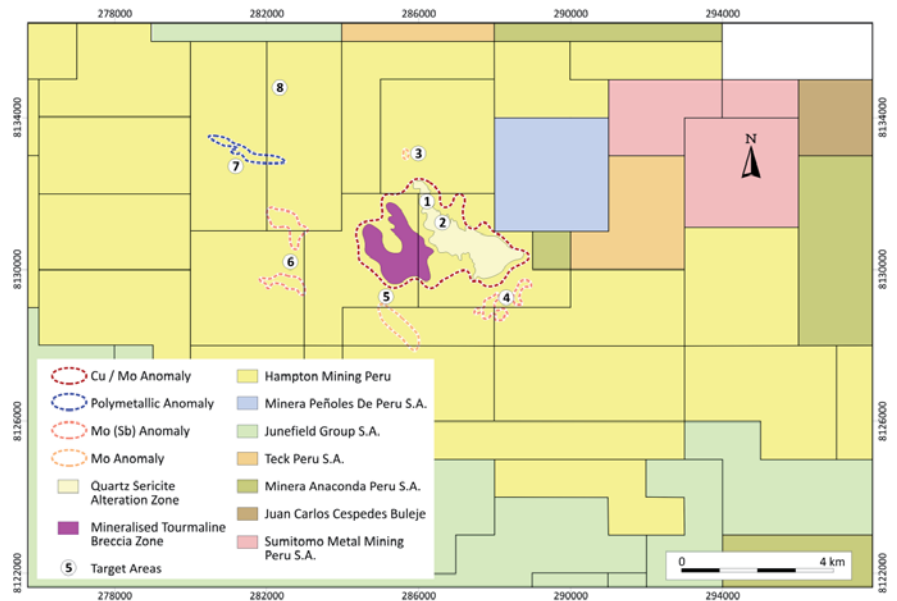 278000 282000 286000 290000 294000
8134000 8134000
8130000 8130000
8126000 8126000
8122000 8122000
N
8
3
7
1
2
6
5
4
Cu / Mo Anomaly
Polymetallic Anomaly
Mo (Sb) Anomaly
Mo Anomaly
Quartz Sericite
Alteration Zone
Mineralised Tourmaline
Breccia Zone
5 Target Areas
Hampton Mining Peru
Minera Peñoles De Peru S.A.
Junefield Group S.A.
Teck Peru S.A.
Minera Anaconda Peru S.A.
Juan Carlos Cespedes Buleje
Sumitomo Metal Mining
Peru S.A.
0 4 km
278000 282000 286000 290000 294000